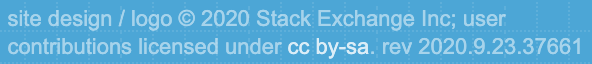 site design / logo © 2020 Stack Exchange Inc; user
contributions licensed under cc by-sa. rev 2020.9.23.37661